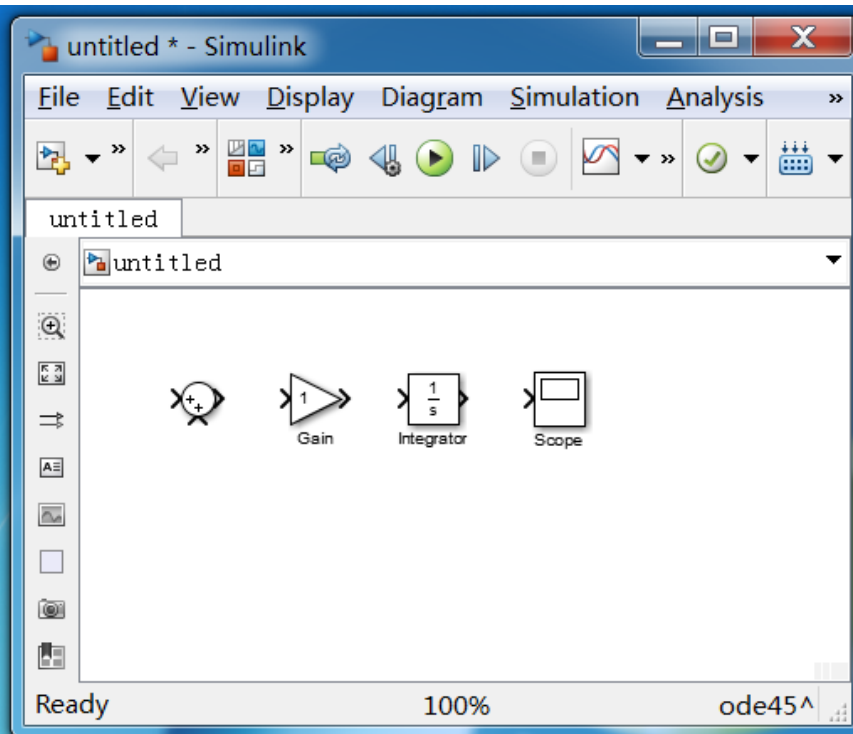 untitled * - Simulink
File Edit View Display Diagram Simulation Analysis »
» » » »
untitled
untitled
A
+ + 1 1
s
Gain Integrator Scope
Ready 100% ode45^